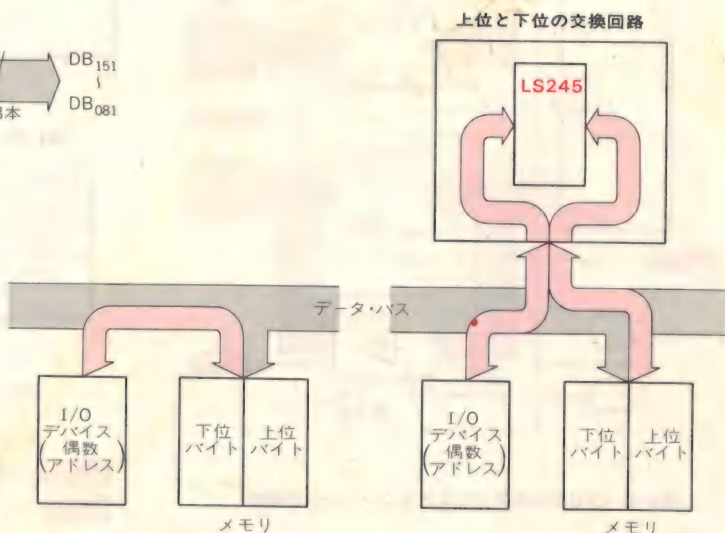 上位と下位の交換回路
DB151
〜
DB081
8本
LS245
データ・バス
I/O
デバイス
(偶数
アドレス)
下位
バイト
上位
バイト
メモリ
I/O
デバイス
(偶数
アドレス)
下位
バイト
上位
バイト
メモリ